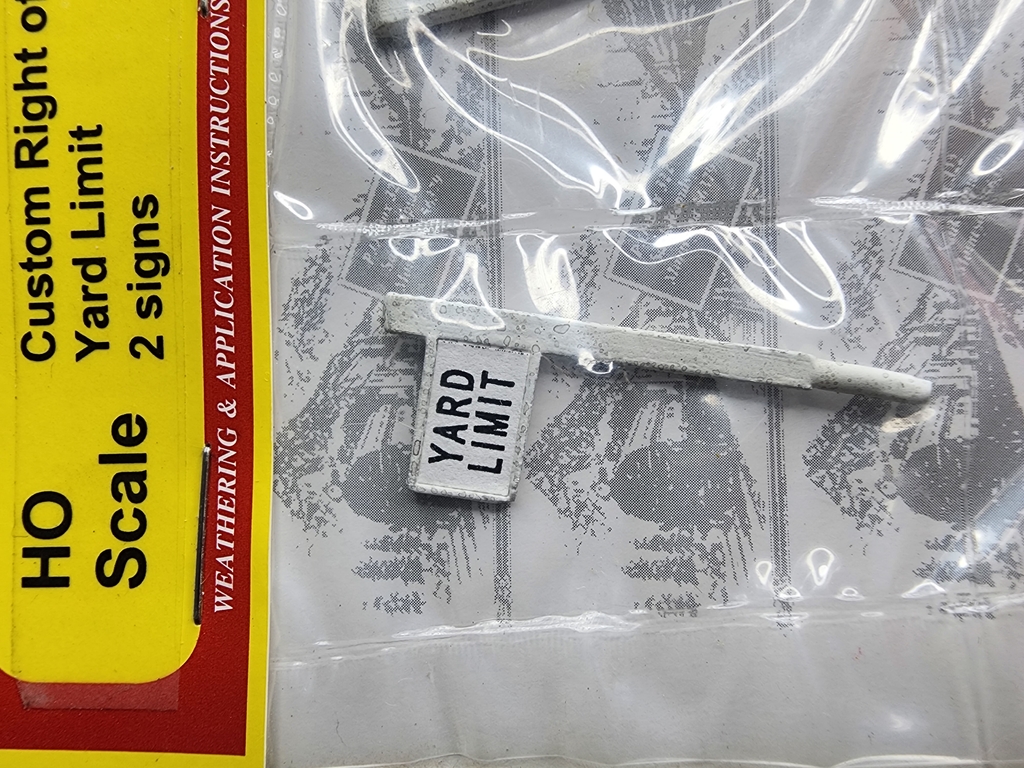 Custom Right of
Yard Limit
2 signs
HO
Scale
WEATHERING & APPLICATION INSTRUCTIONS
YARD
LIMIT